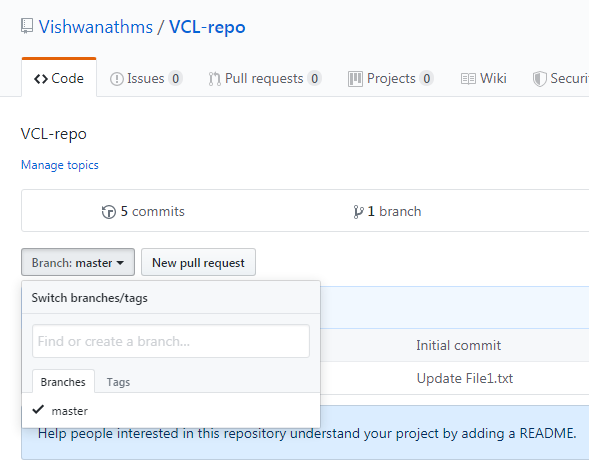 Vishwanathms / VCL-repo
Code Issues 0 Pull requests 0 Projects 0 Wiki Securi
VCL-repo
Manage topics
5 commits 1 branch
Branch: master New pull request
Switch branches/tags
Find or create a branch...
Initial commit
Branches Tags
Update File1.txt
master
Help people interested in this repository understand your project by adding a README.